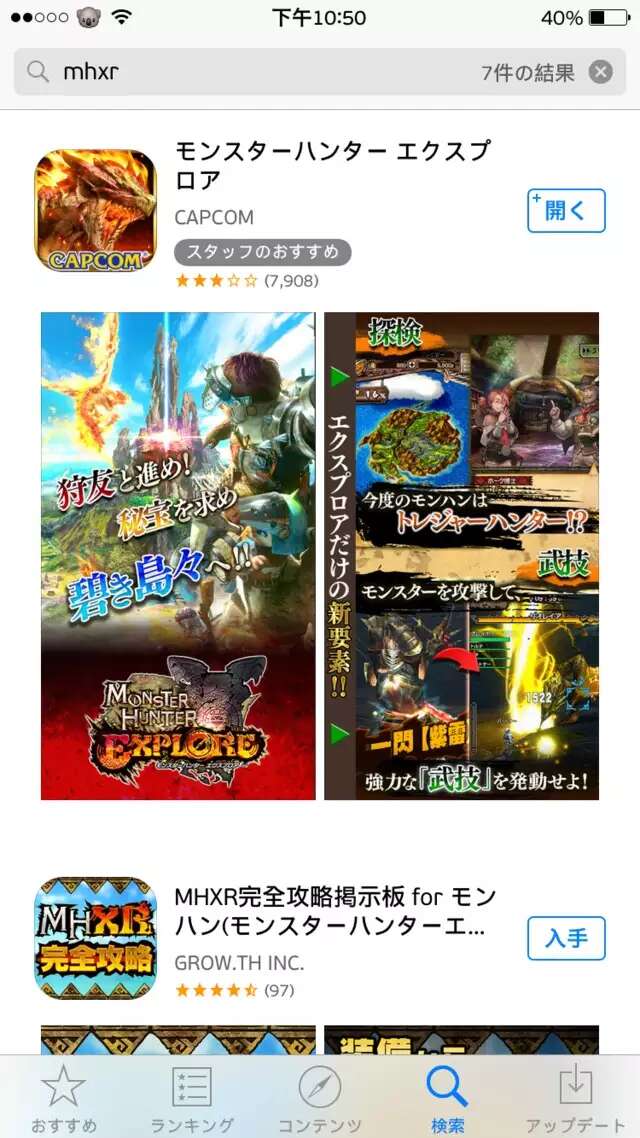 下午10:50
40%
mhxr
7件の結果
モンスターハンター エクスプ
ロア
CAPCOM
スタッフのおすすめ
(7,908)
開く
CAPCOM
狩友と進め!
秘宝を求め
碧き島々へ!!
MONSTER
HUNTER
EXPLORE
モンスターハンター エクスプロア
エクスプロアだけの新要素!!
探検
今度のモンハンは
トレジャーハンター!?
武技
モンスターを攻撃して、
1522
一閃【紫雷
強力な「武技」を発動せよ!
MHXR
完全攻略
MHXR完全攻略掲示板 for モン
ハン(モンスターハンターエ...
GROW.TH INC.
(97)
入手
おすすめ
ランキング
コンテンツ
検索
アップデート